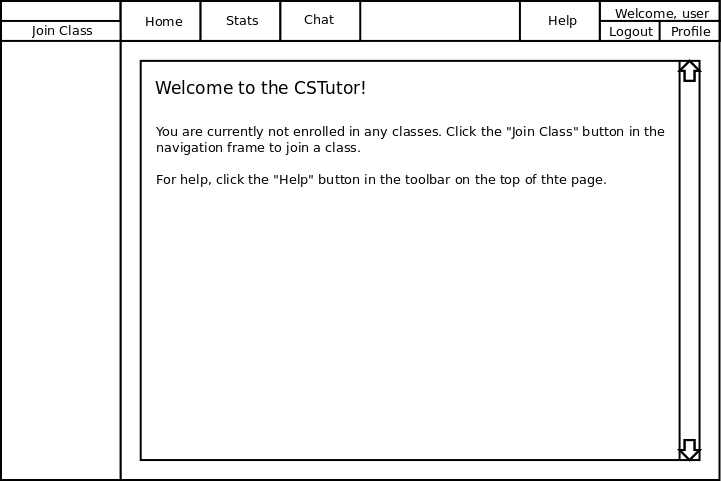 Join Class
Home
Stats
Chat
Help
Welcome, user
Logout
Profile
Welcome to the CSTutor!
You are currently not enrolled in any classes. Click the "Join Class" button in the
navigation frame to join a class.
For help, click the "Help" button in the toolbar on the top of thte page.